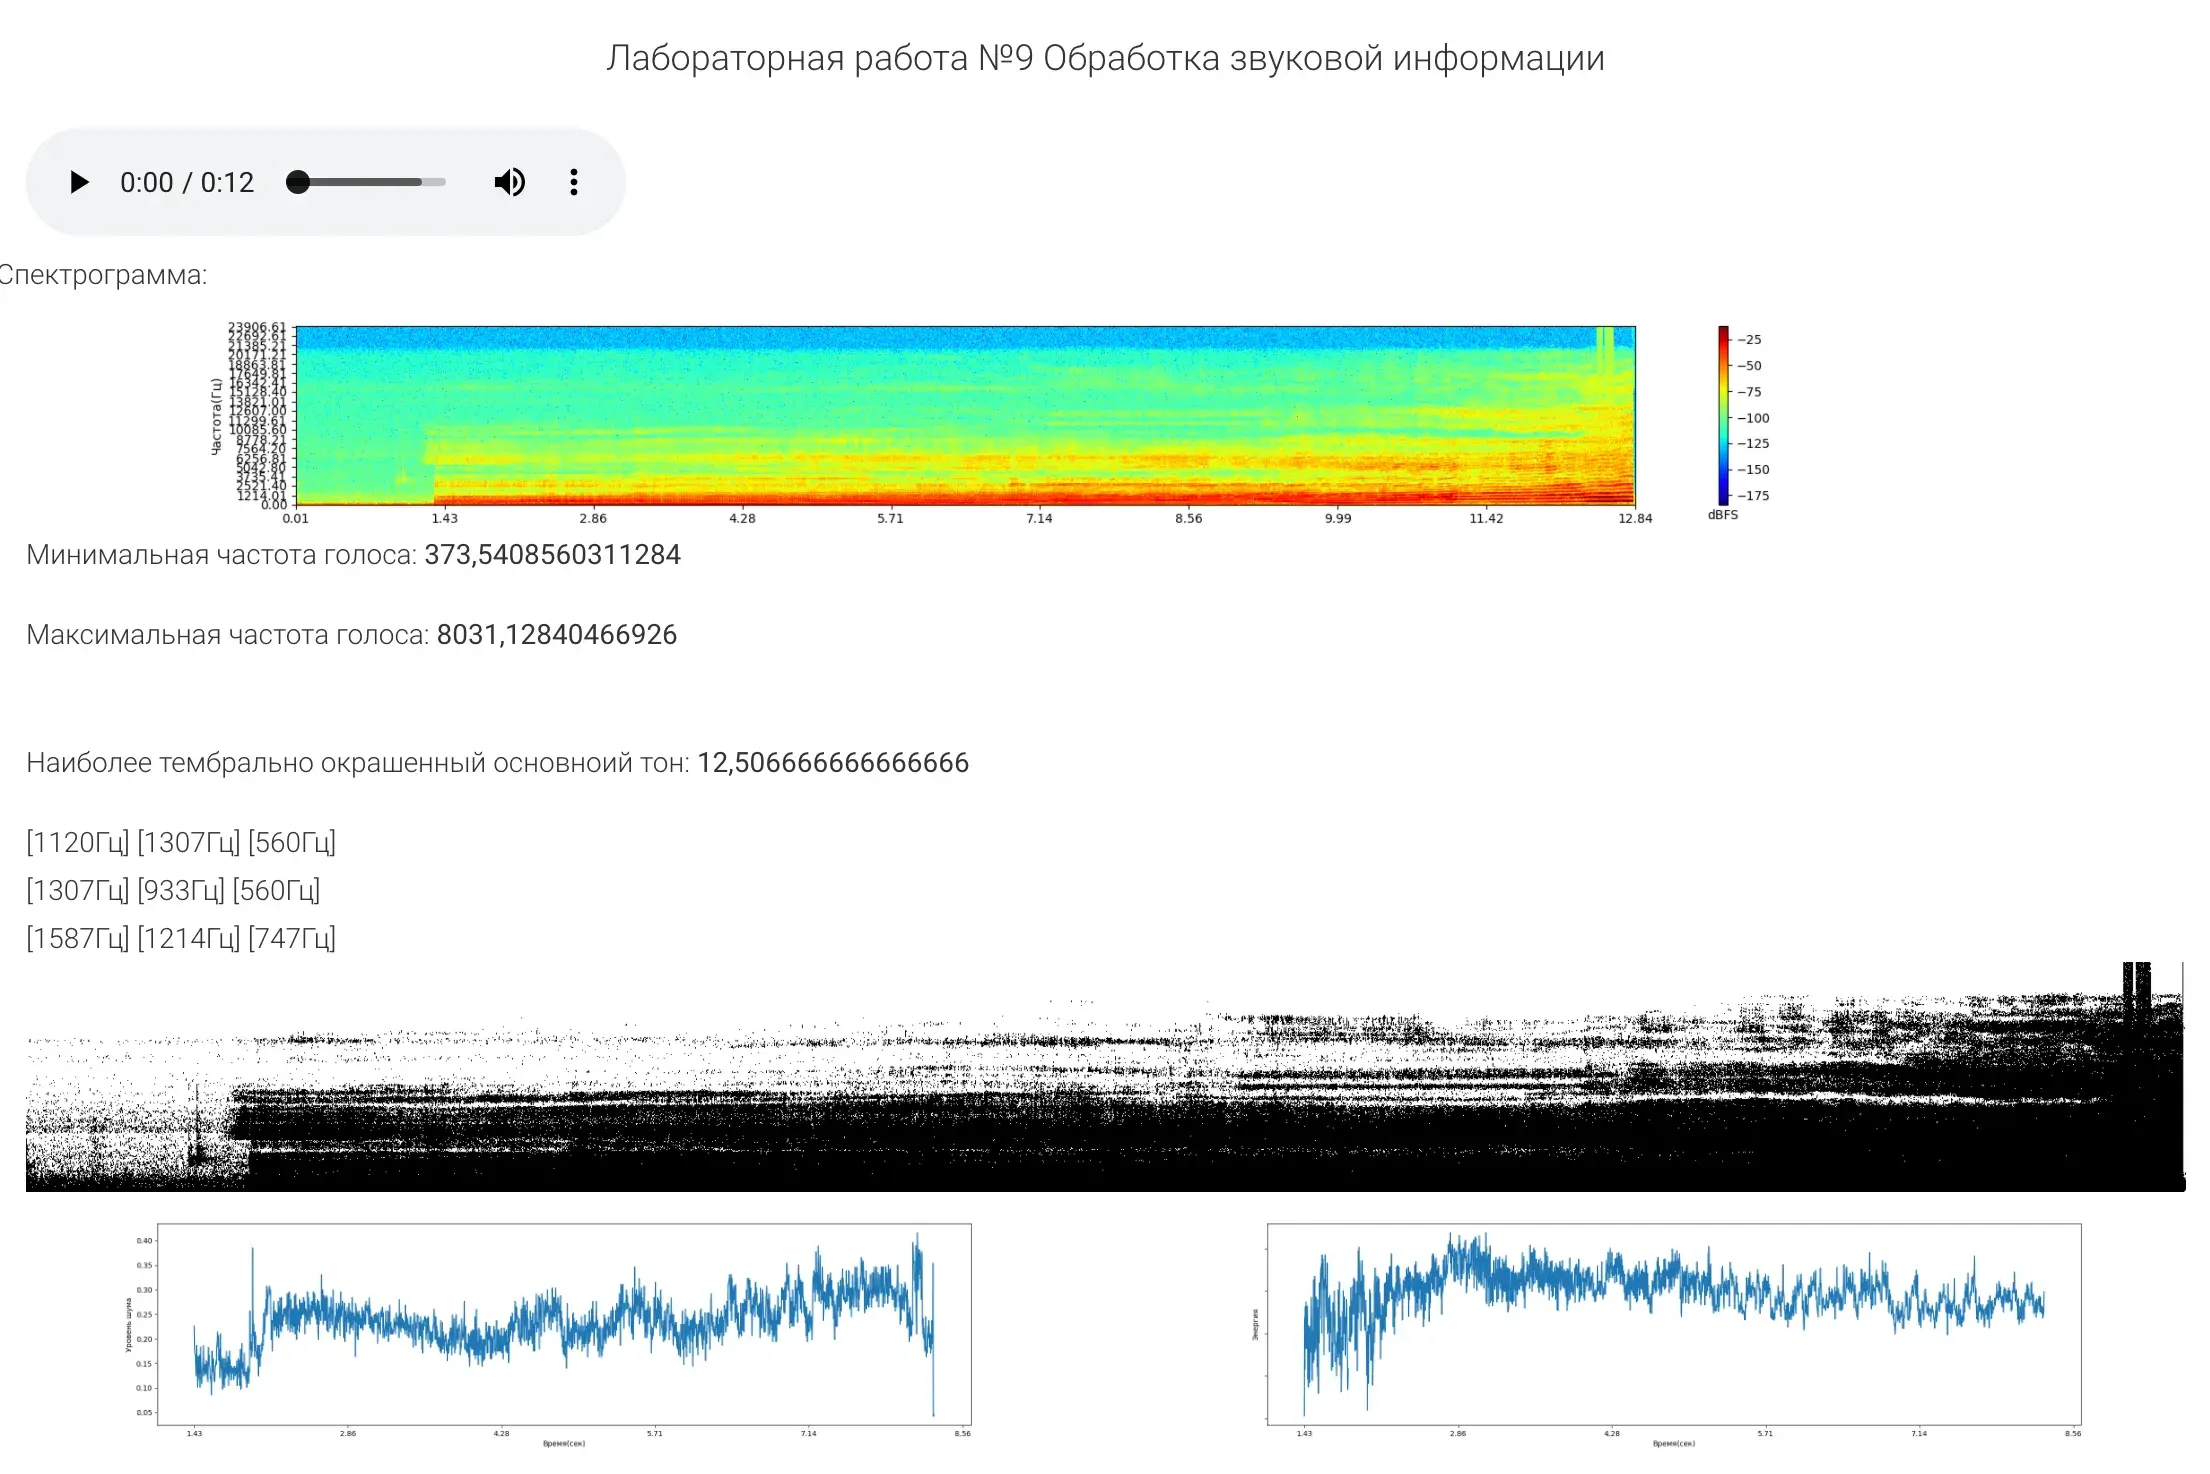 Лабораторная работа №9 Обработка звуковой информации
0:00 / 0:12
Спектрограмма:
Частота(Гц)
23906.61
22692.61
21385.21
20171.21
18863.81
17649.81
16342.41
15128.40
13821.01
12607.00
11299.61
10085.60
8778.21
7564.20
6256.81
5042.80
3735.41
2521.40
1214.01
0.00
0.01 1.43 2.86 4.28 5.71 7.14 8.56 9.99 11.42 12.84
−25
−50
−75
−100
−125
−150
−175
dBFS
Минимальная частота голоса: 373,5408560311284
Максимальная частота голоса: 8031,12840466926
Наиболее тембрально окрашенный основноий тон: 12,506666666666666
[1120Гц] [1307Гц] [560Гц]
[1307Гц] [933Гц] [560Гц]
[1587Гц] [1214Гц] [747Гц]
Уровень шума
0.40
0.35
0.30
0.25
0.20
0.15
0.10
0.05
1.43 2.86 4.28 5.71 7.14 8.56
Время(сек)
Энергия
1.43 2.86 4.28 5.71 7.14 8.56
Время(сек)